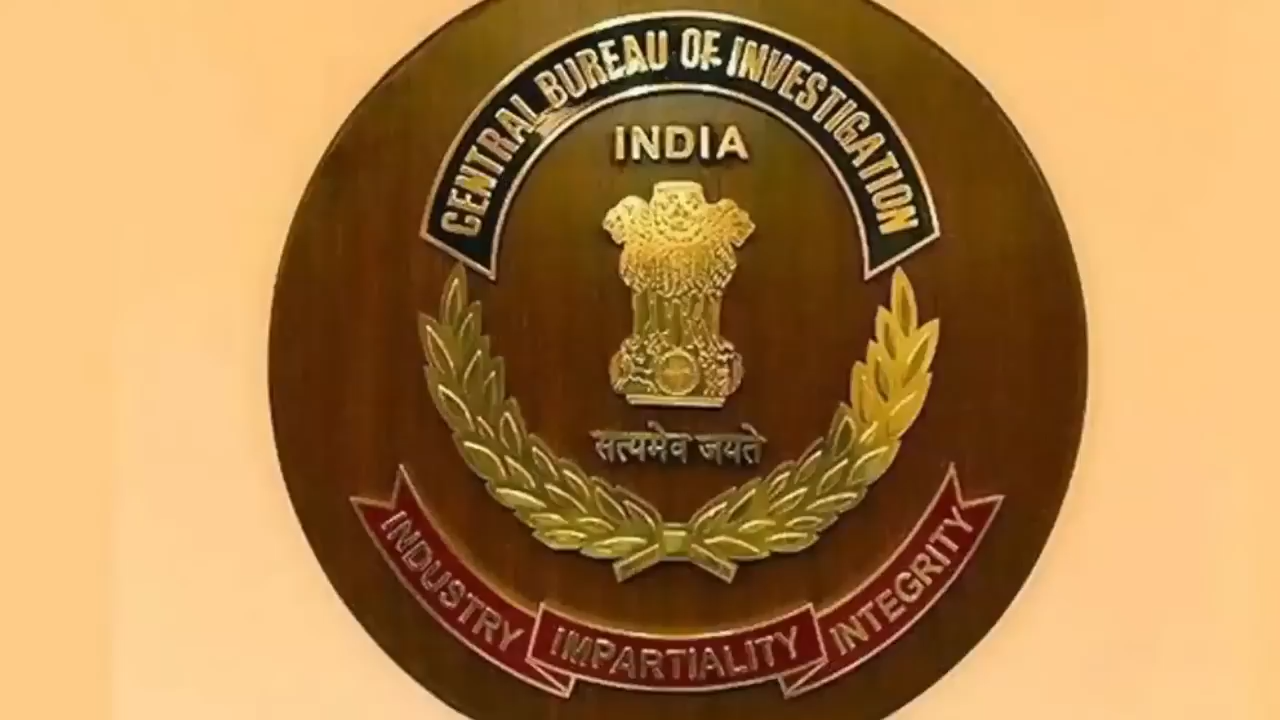 CENTRAL BUREAU OF INVESTIGATION
INDIA
सत्यमेव जयते
INDUSTRY IMPARTIALITY INTEGRITY